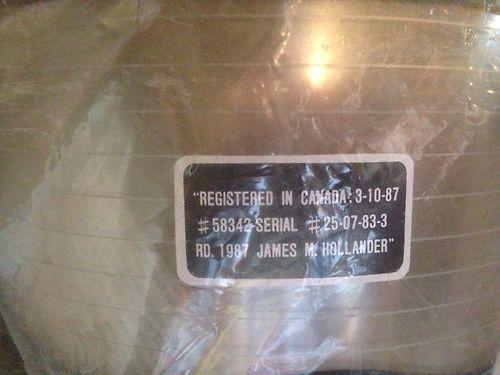 "REGISTERED IN CANADA: 3-10-87
# 58342-SERIAL # 25-07-83-3
RD. 1987 JAMES M. HOLLANDER"